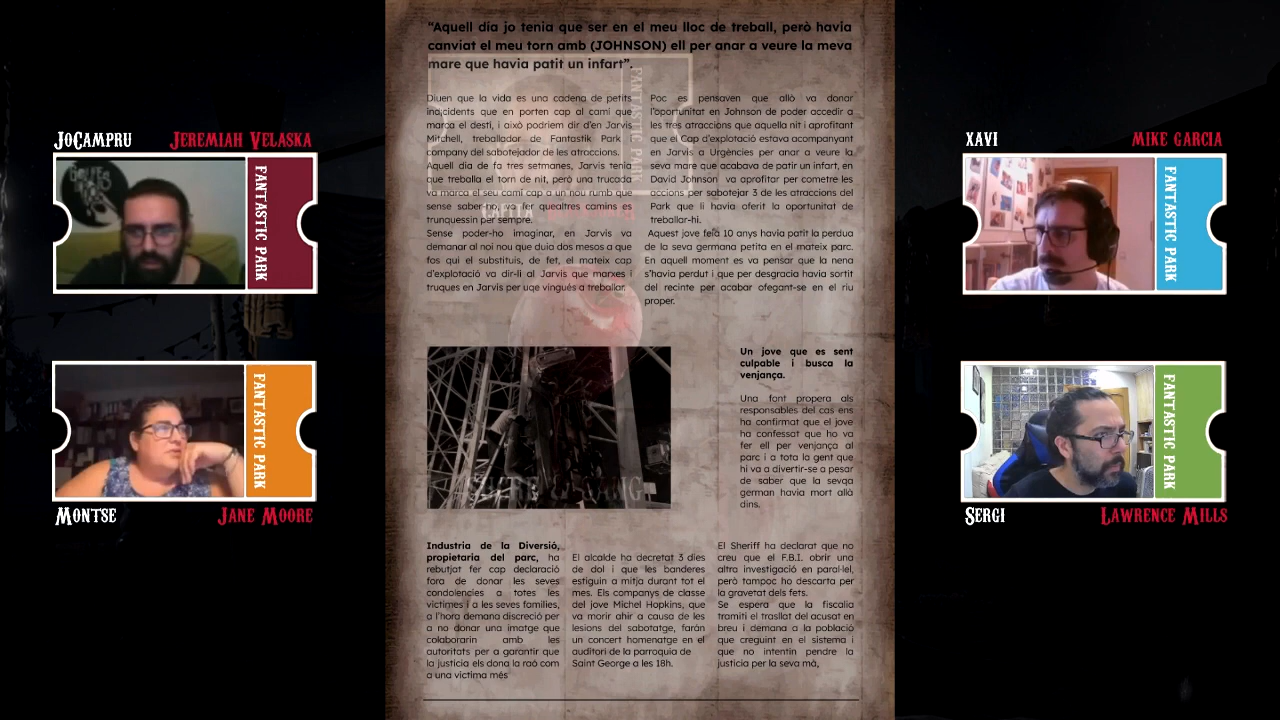 “Aquell día jo tenia que ser en el meu lloc de treball, però havia
canviat el meu torn amb (JOHNSON) ell per anar a veure la meva
mare que havia patit un infart”.
Diuen que la vida es una cadena de petits
indicidents que en porten cap al camí que
marca el destí, i això podríem dir d’en Jarvis
Mitchell, treballador de Fantastik Park i
company del sabotejador de les atraccions.
Aquell dia de fa tres setmanes, Jarvis tenia
que treballa el torn de nit, però una trucada
va marca el seu camí cap a un nou rumb que
sense saber-no, va fer quealtres camins es
trunquessin per sempre.
Sense poder-ho imaginar, en Jarvis va
demanar al noi nou que duia dos mesos a que
fos qui el substituís, de fet, el mateix cap
d’explotació va dir-li al Jarvis que marxes i
truques en Jarvis per uqe vingués a treballar.
Poc es pensaven que allò va donar
l’oportunitat en Johnson de poder accedir a
les tres atraccions que aquella nit i aprofitant
que el Cap d’explotació estava acompanyant
en Jarvis a Urgències per anar a veure la
seva mare que acabava de patir un infart, en
David Johnson va aprofitar per cometre les
accions per sabotejar 3 de les atraccions del
Park que li havia oferit la oportunitat de
treballar-hi.
Aquest jove feia 10 anys havia patit la perdua
de la seva germana petita en el mateix parc.
En aquell moment es va pensar que la nena
s’havia perdut i que per desgracia havia sortit
del recinte per acabar ofegant-se en el riu
proper.
Un jove que es sent
culpable i busca la
venjança.
Una font propera als
responsables del cas ens
ha confirmat que el jove
ha confessat que ho va
fer ell per venjança al
parc i a tota la gent que
hi va a divertir-se a pesar
de saber que la sevqa
german havia mort allà
dins.
Industria de la Diversió,
propietaria del parc, ha
rebutjat fer cap declaració
fora de donar les seves
condolencies a totes les
víctimes i a les seves famílies,
a l’hora demana discreció per
a no donar una imatge que
colaborarin amb les
autoritats per a garantir que
la justícia els dona la raó com
a una víctima més
El alcalde ha decretat 3 dies
de dol i que les banderes
estiguin a mitja durant tot el
mes. Els companys de classe
del jove Michel Hopkins, que
va morir ahir a causa de les
lesions del sabotatge, faràn
un concert homenatge en el
auditori de la parroquia de
Saint George a les 18h.
El Sheriff ha declarat que no
creu que el F.B.I. obrir una
altra investigació en paral·lel,
però tampoc ho descarta per
la gravetat dels fets.
Se espera que la fiscalia
tramiti el trasllat del acusat en
breu i demana a la població
que creguint en el sistema i
que no intentin pendre la
justícia per la seva mà,
JoCampru Jeremiah Velaska
FANTASTIC PARK
Montse Jane Moore
FANTASTIC PARK
Xavi Mike Garcia
FANTASTIC PARK
Sergi Lawrence Mills
FANTASTIC PARK
FANTASTIC PARK